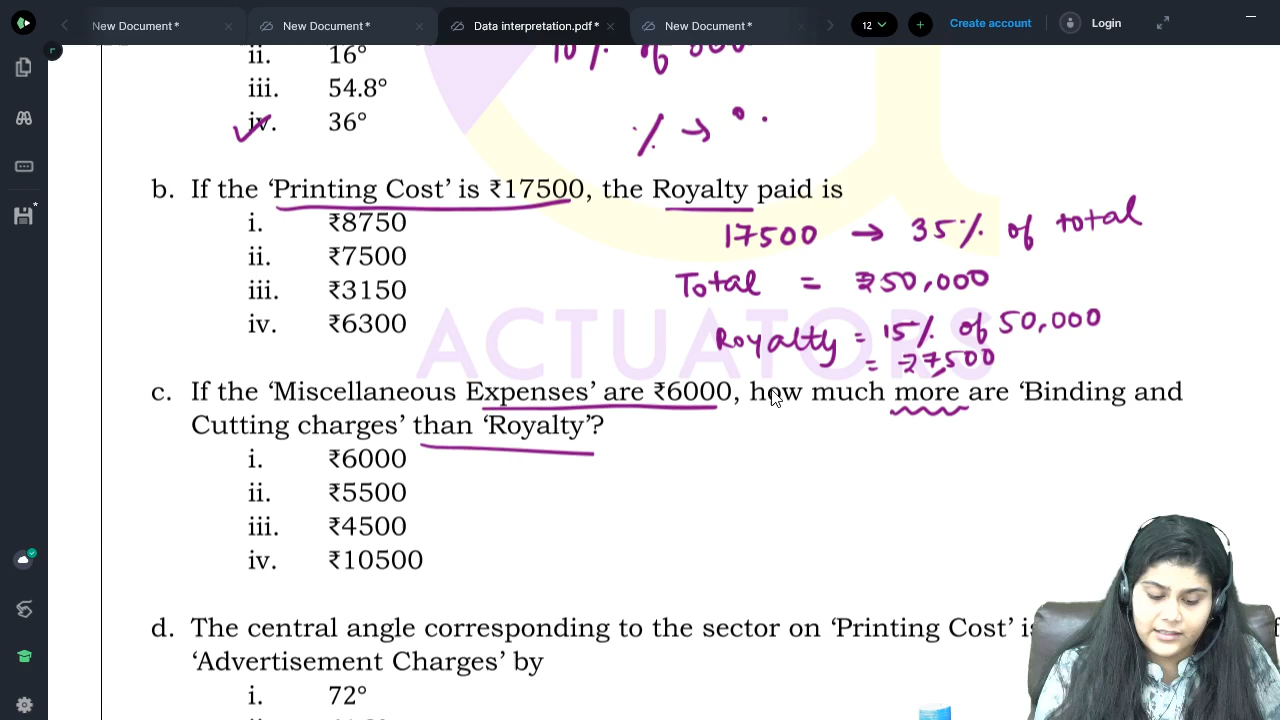 New Document*
New Document*
Data interpretation.pdf*
New Document*
12
Create account
Login
ii. 16°
10% of
iii. 54.8°
iv. 36°
% → °.
b. If the ‘Printing Cost’ is ₹17500, the Royalty paid is
i. ₹8750
17500 → 35% of total
ii. ₹7500
Total = ₹50,000
iii. ₹3150
iv. ₹6300
Royalty = 15% of 50,000
= ₹7,500
ACTUATORS
c. If the ‘Miscellaneous Expenses’ are ₹6000, how much more are ‘Binding and
Cutting charges’ than ‘Royalty’?
i. ₹6000
ii. ₹5500
iii. ₹4500
iv. ₹10500
d. The central angle corresponding to the sector on ‘Printing Cost’
‘Advertisement Charges’ by
i. 72°